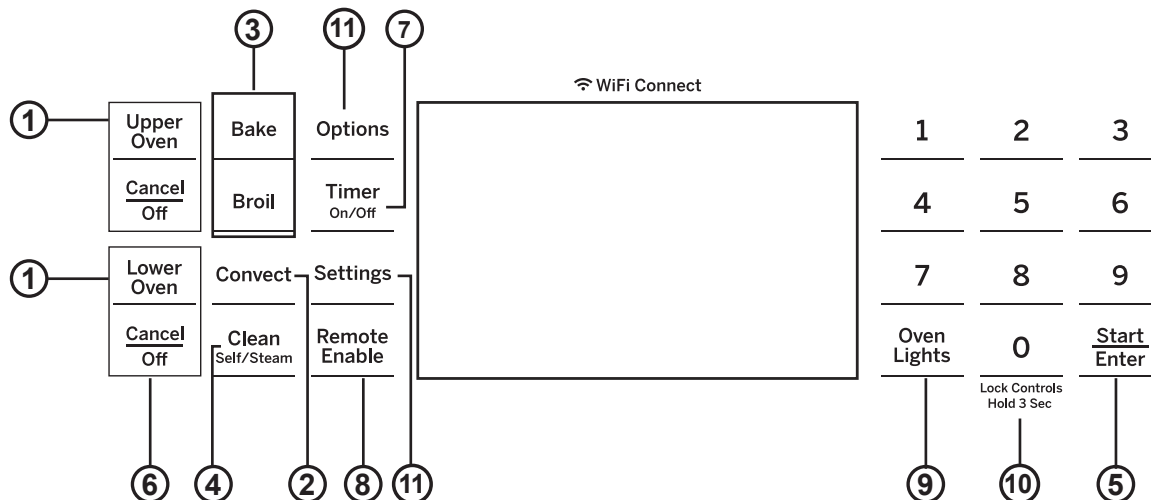 3
11
7
WiFi Connect
1
Upper
Oven
Bake
Options
1
2
3
Cancel
Off
Broil
Timer
On/Off
4
5
6
1
Lower
Oven
Convect
Settings
7
8
9
Cancel
Off
Clean
Self/Steam
Remote
Enable
Oven
Lights
0
Start
Enter
Lock Controls
Hold 3 Sec
6
4
2
8
11
9
10
5